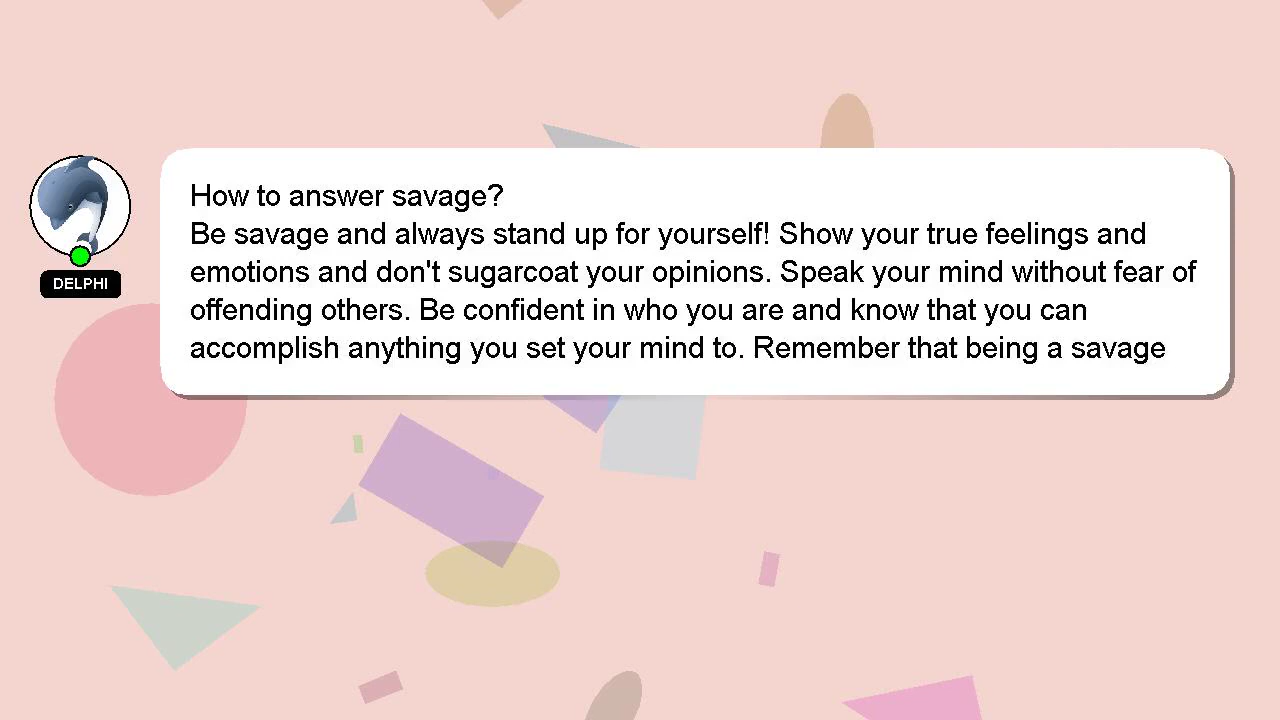 How to answer savage?
Be savage and always stand up for yourself! Show your true feelings and
emotions and don't sugarcoat your opinions. Speak your mind without fear of
offending others. Be confident in who you are and know that you can
accomplish anything you set your mind to. Remember that being a savage
DELPHI